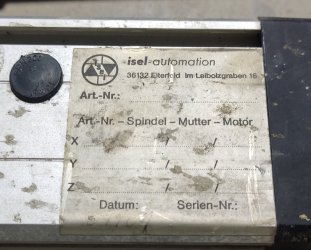 -isel-automation
36132 Eiterfeld Im Leibolzgraben 16
Art.-Nr.:
Art.-Nr. – Spindel – Mutter – Motor
X / /
Y / /
Z / /
Datum: Serien-Nr.: